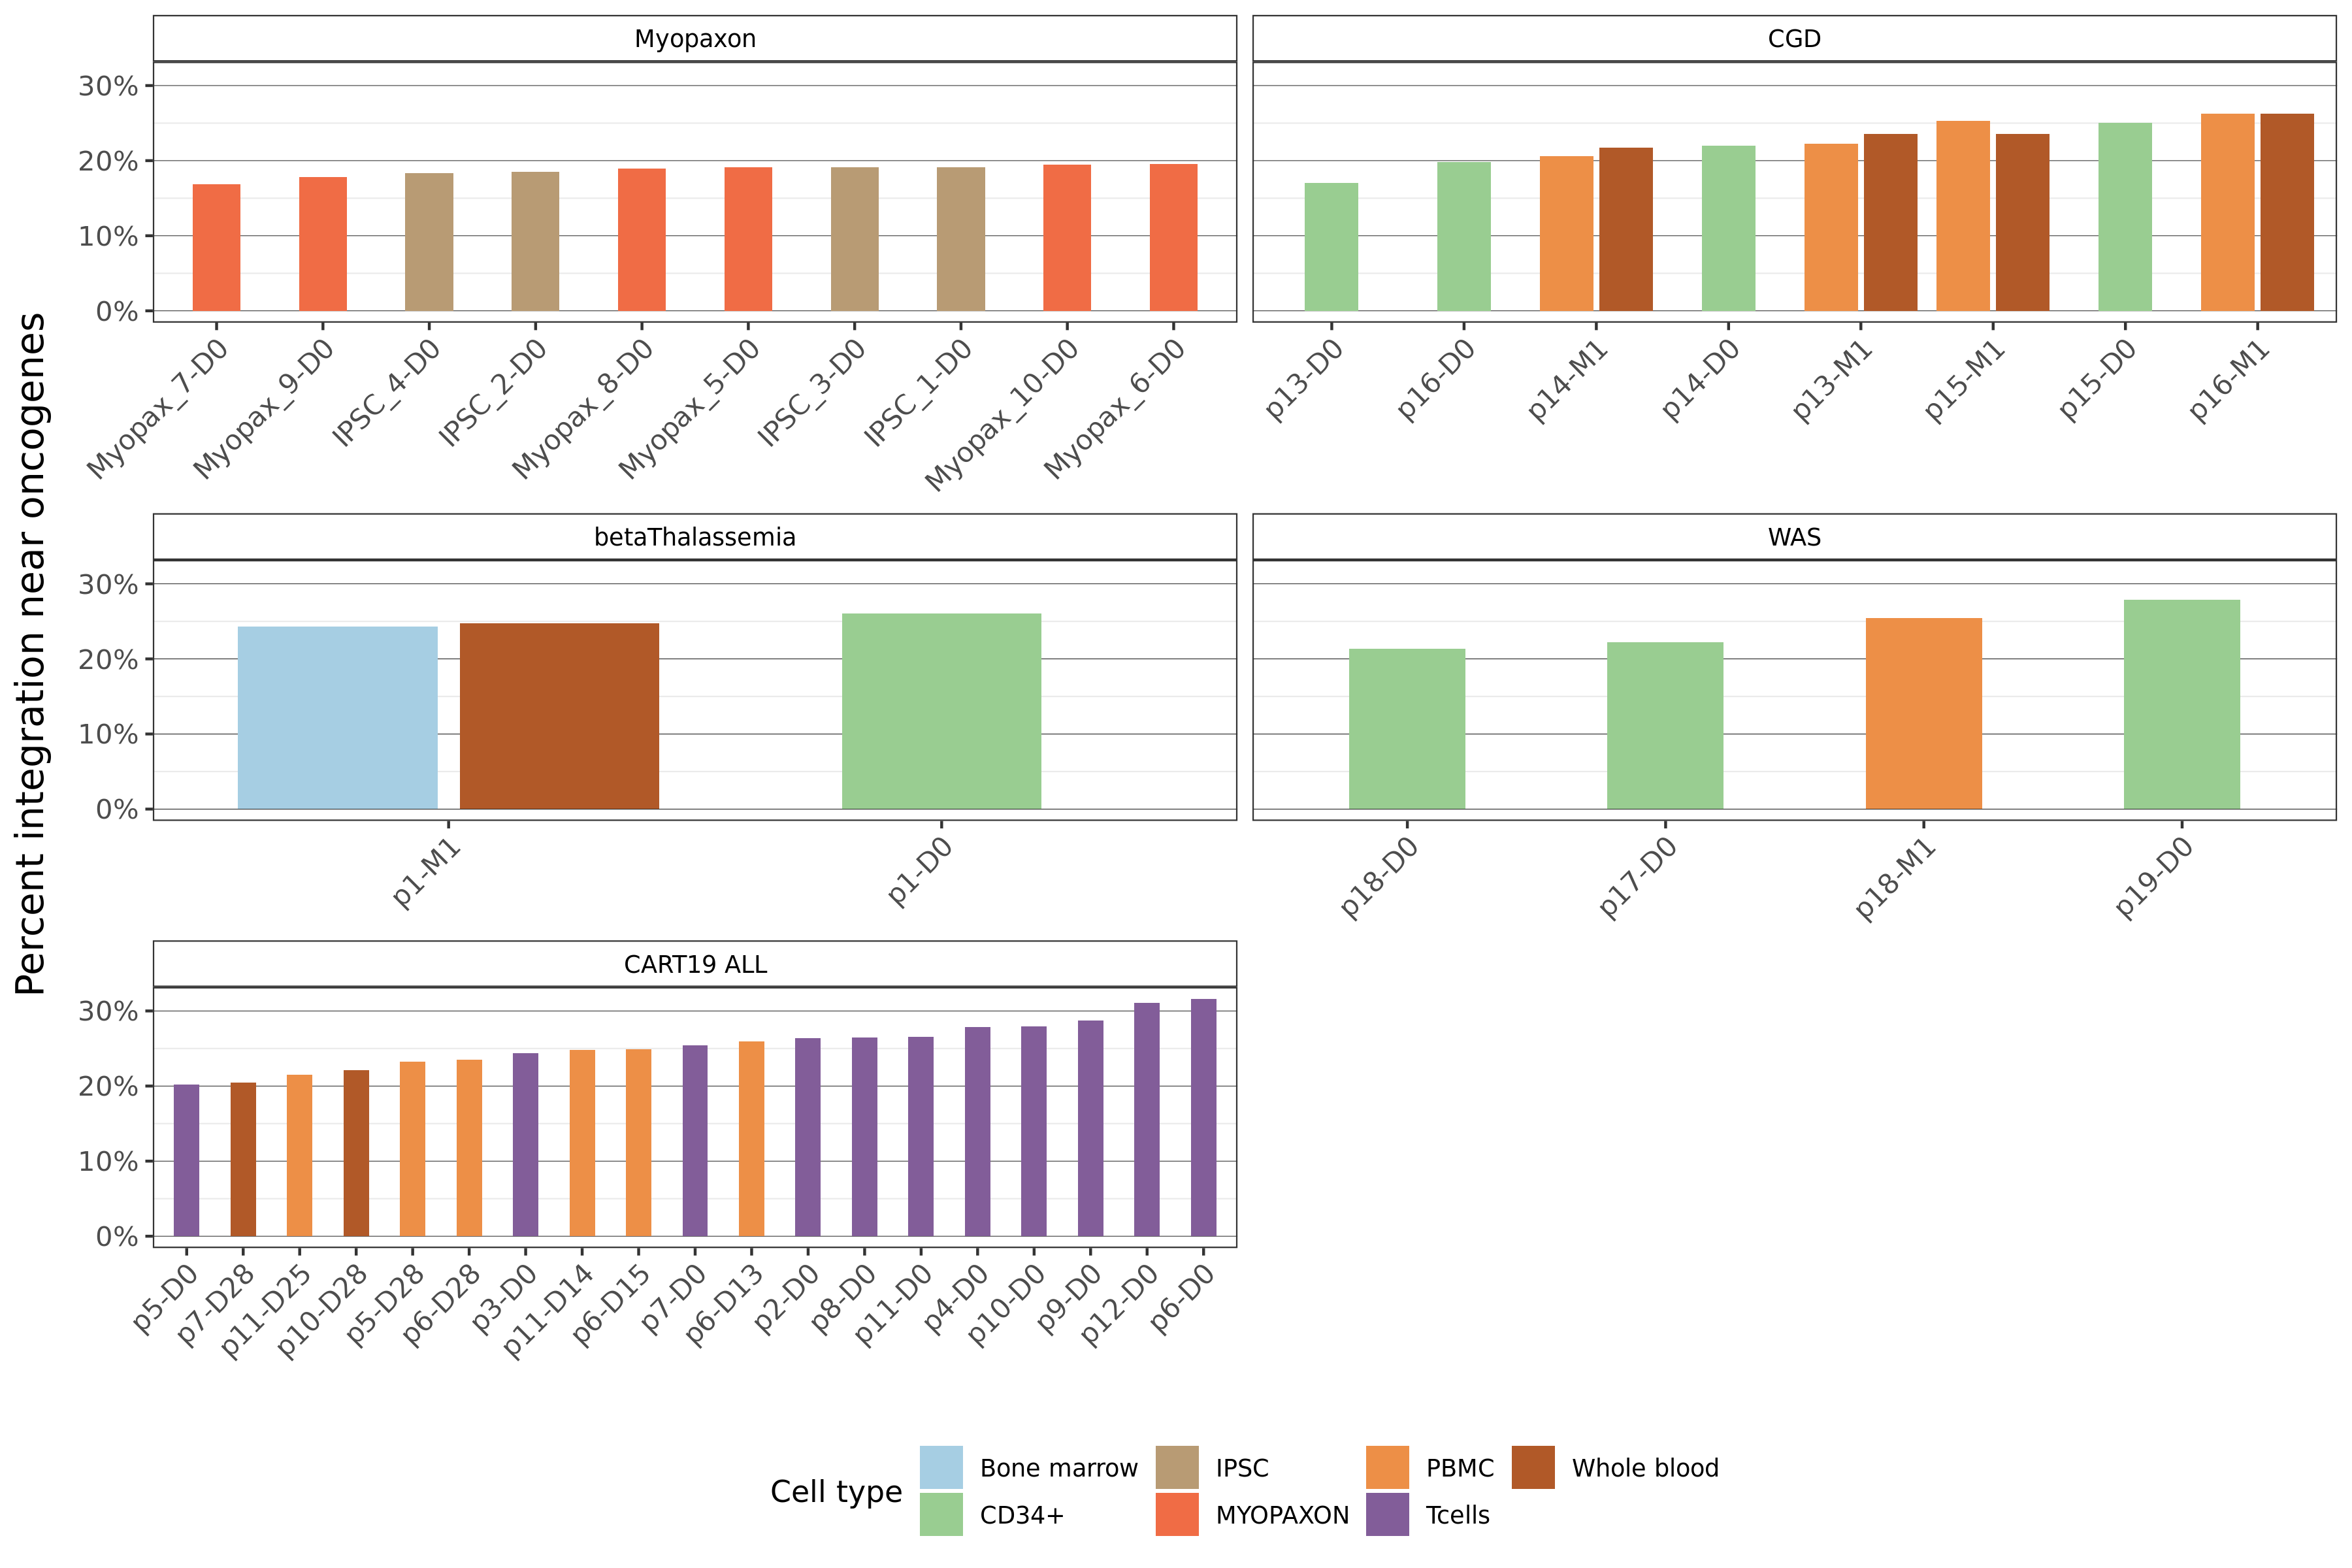 Percent integration near oncogenes
Myopaxon
30%
20%
10%
0%
Myopax_7-D0
Myopax_9-D0
IPSC_4-D0
IPSC_2-D0
Myopax_8-D0
Myopax_5-D0
IPSC_3-D0
IPSC_1-D0
Myopax_10-D0
Myopax_6-D0
CGD
p13-D0
p16-D0
p14-M1
p14-D0
p13-M1
p15-M1
p15-D0
p16-M1
betaThalassemia
30%
20%
10%
0%
p1-M1
p1-D0
WAS
p18-D0
p17-D0
p18-M1
p19-D0
CART19 ALL
30%
20%
10%
0%
p5-D0
p7-D28
p11-D25
p10-D28
p5-D28
p6-D28
p3-D0
p11-D14
p6-D15
p7-D0
p6-D13
p2-D0
p8-D0
p11-D0
p4-D0
p10-D0
p9-D0
p12-D0
p6-D0
Cell type
Bone marrow
IPSC
PBMC
Whole blood
CD34+
MYOPAXON
Tcells